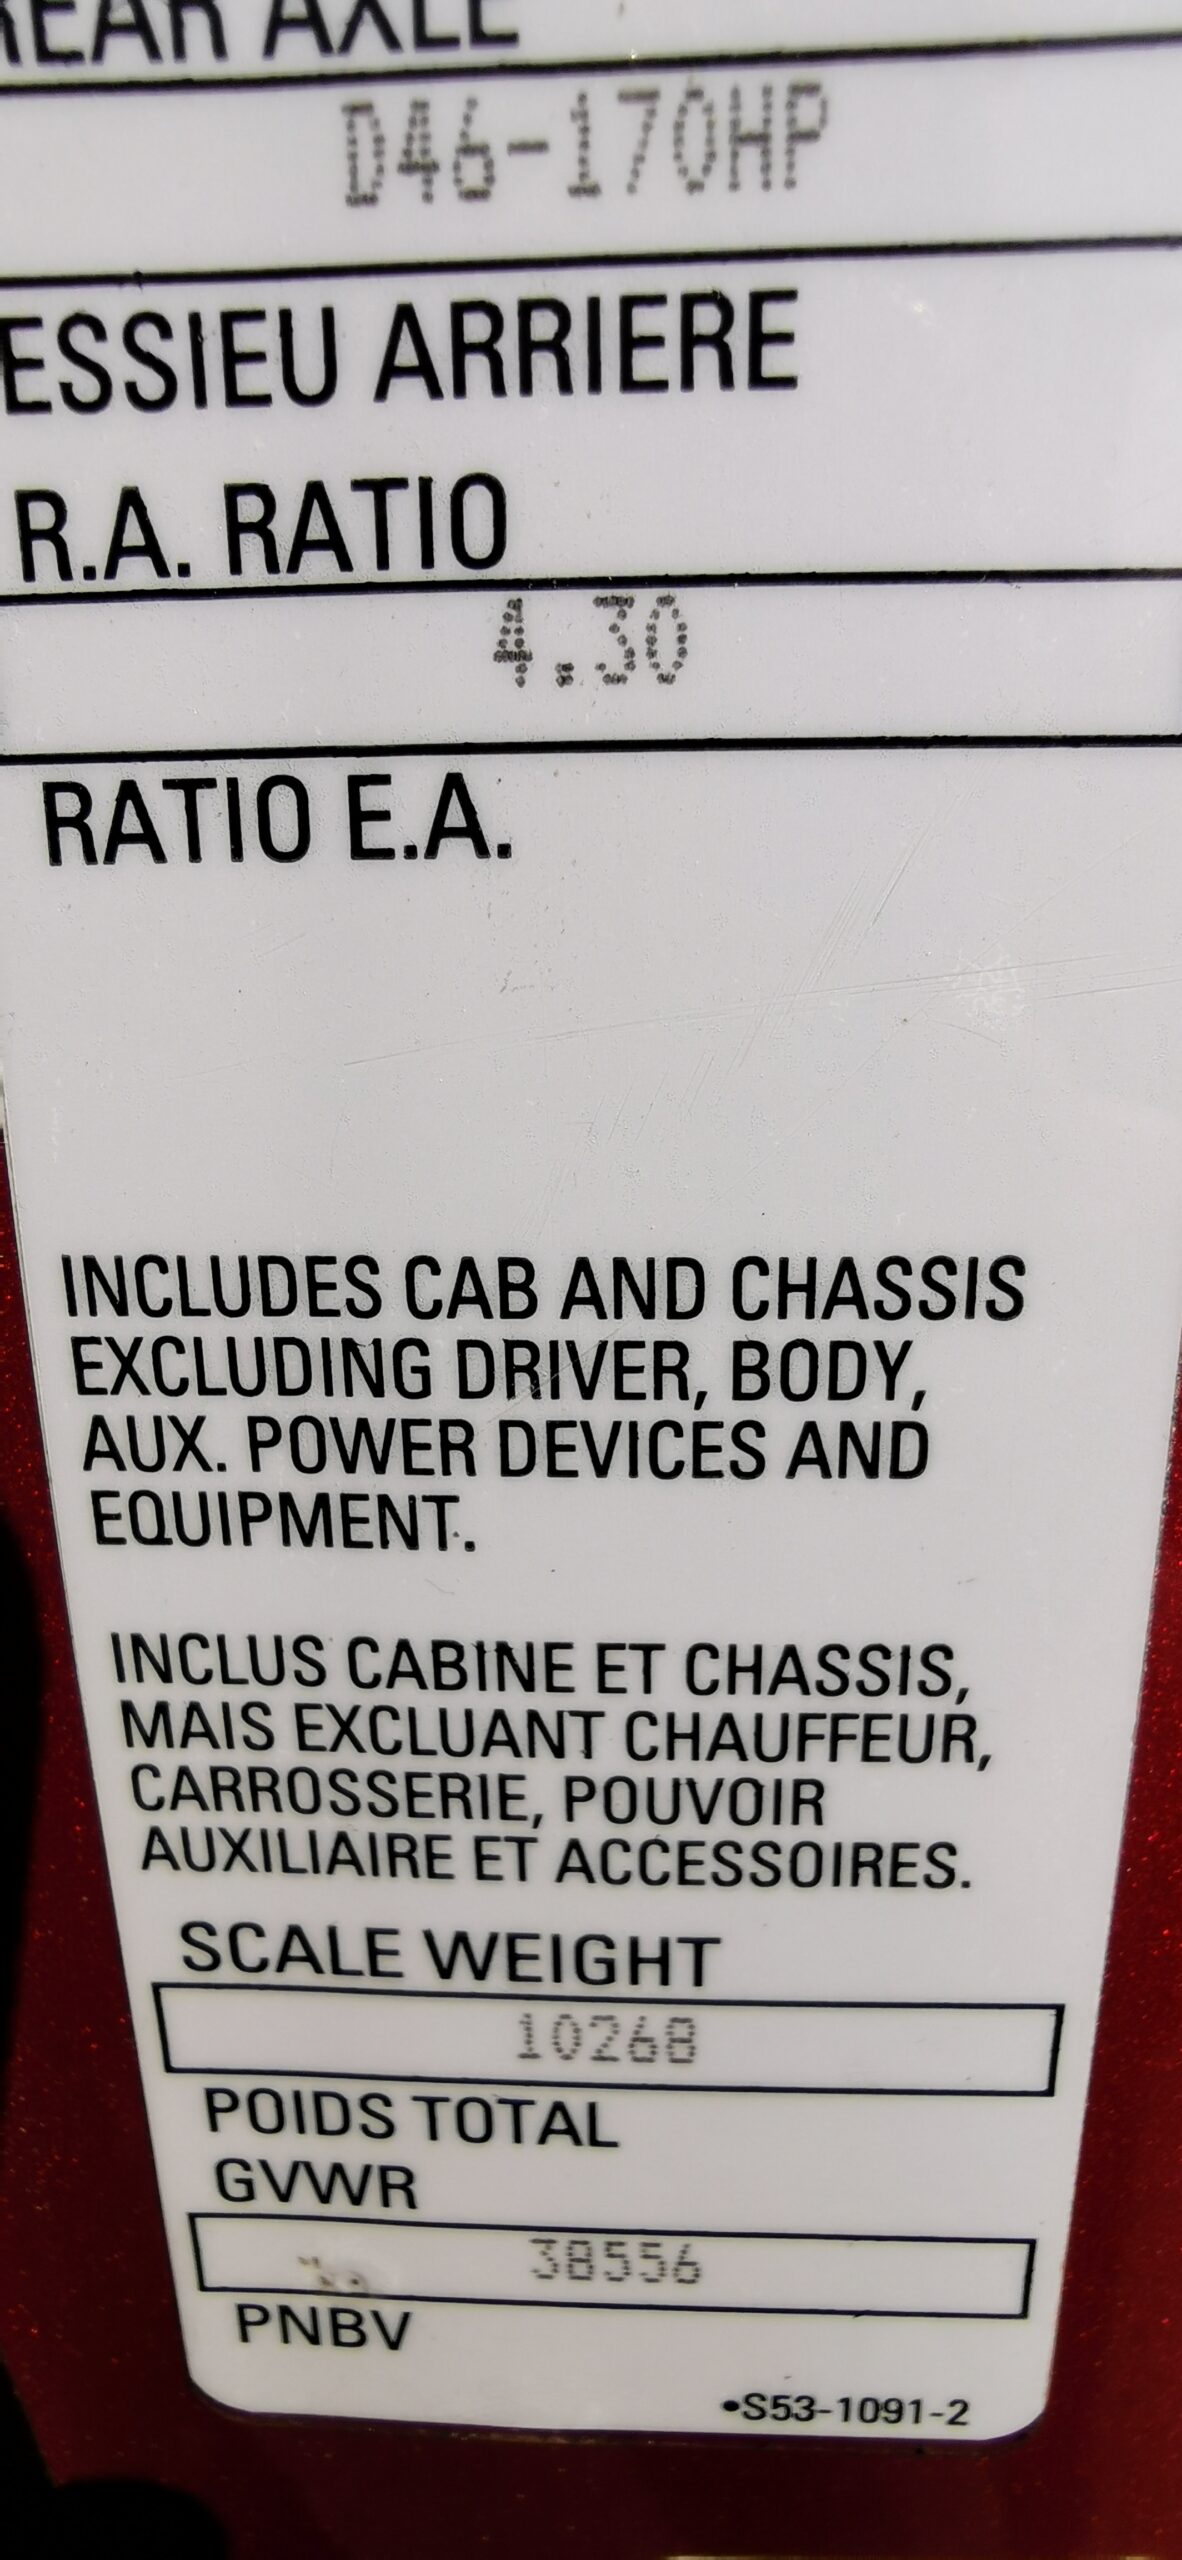 REAR AXLE
D46-170HP
ESSIEU ARRIERE
R.A. RATIO
4.30
RATIO E.A.
INCLUDES CAB AND CHASSIS
EXCLUDING DRIVER, BODY,
AUX. POWER DEVICES AND
EQUIPMENT.
INCLUS CABINE ET CHASSIS,
MAIS EXCLUANT CHAUFFEUR,
CARROSSERIE, POUVOIR
AUXILIAIRE ET ACCESSOIRES.
SCALE WEIGHT
10268
POIDS TOTAL
GVWR
38556
PNBV
•S53-1091-2